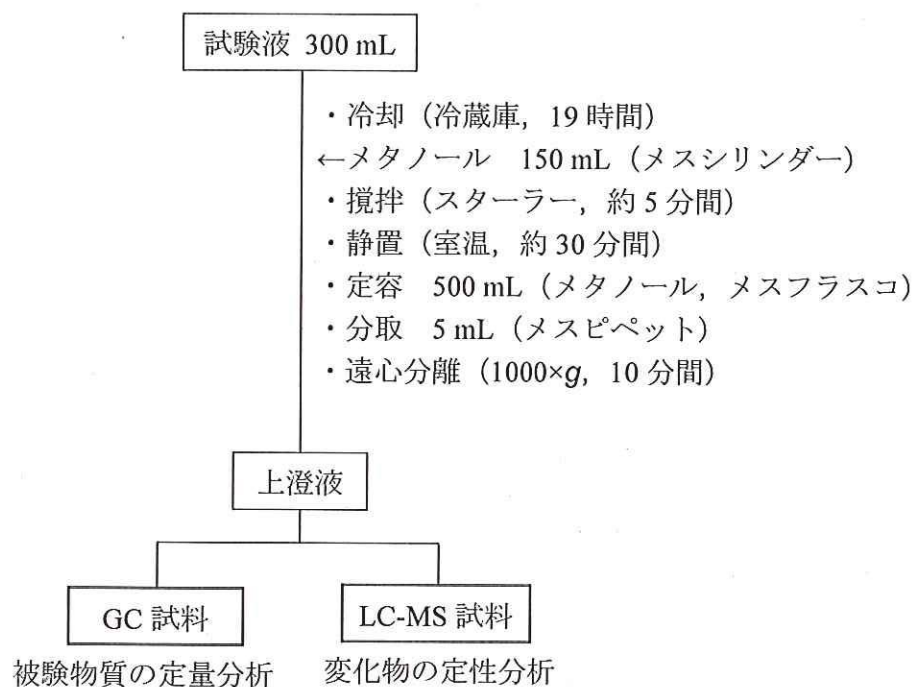 試験液 300 mL
・冷却（冷蔵庫，19 時間）
←メタノール 150 mL（メスシリンダー）
・撹拌（スターラー，約 5 分間）
・静置（室温，約 30 分間）
・定容 500 mL（メタノール，メスフラスコ）
・分取 5 mL（メスピペット）
・遠心分離（1000×g，10 分間）
上澄液
GC 試料
LC-MS 試料
被験物質の定量分析
変化物の定性分析